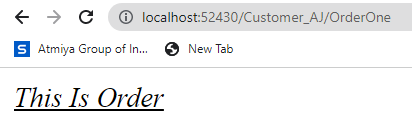 localhost:52430/Customer_AJ/OrderOne
S Atmiya Group of In... New Tab
This Is Order